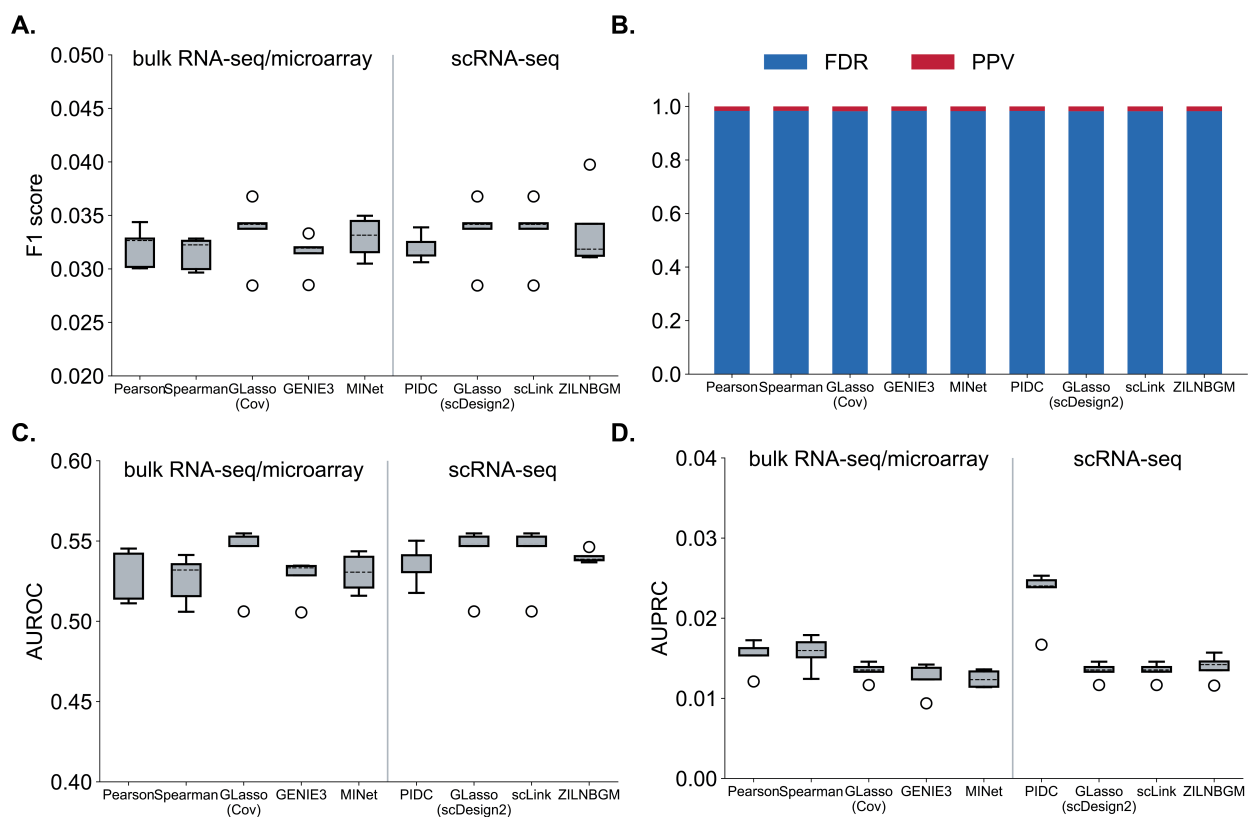 A.
bulk RNA-seq/microarray
scRNA-seq
F1 score
0.050
0.045
0.040
0.035
0.030
0.025
0.020
Pearson Spearman GLasso GENIE3 MINet PIDC GLasso scLink ZILNBGM
(Cov) (scDesign2)
B.
FDR PPV
1.0
0.8
0.6
0.4
0.2
0.0
Pearson Spearman GLasso GENIE3 MINet PIDC GLasso scLink ZILNBGM
(Cov) (scDesign2)
C.
bulk RNA-seq/microarray
scRNA-seq
AUROC
0.60
0.55
0.50
0.45
0.40
Pearson Spearman GLasso GENIE3 MINet PIDC GLasso scLink ZILNBGM
(Cov) (scDesign2)
D.
bulk RNA-seq/microarray
scRNA-seq
AUPRC
0.04
0.03
0.02
0.01
0.00
Pearson Spearman GLasso GENIE3 MINet PIDC GLasso scLink ZILNBGM
(Cov) (scDesign2)